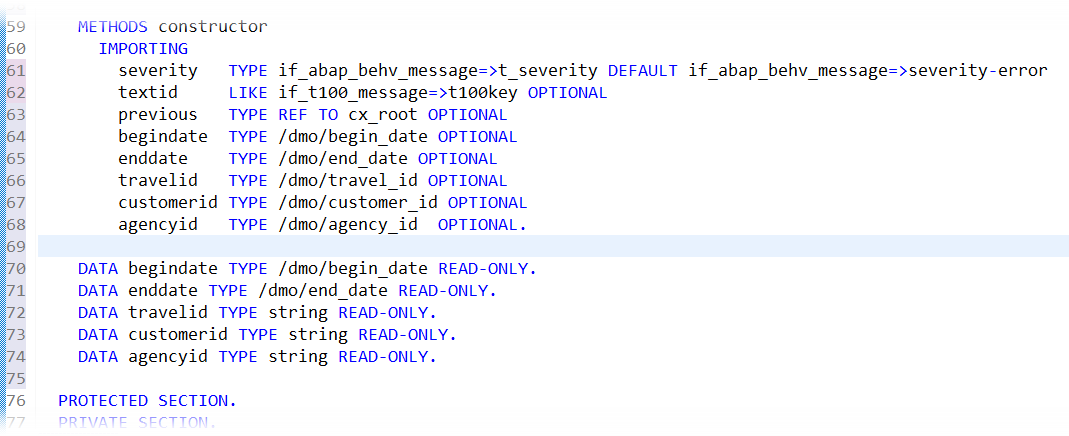 59 METHODS constructor
60 IMPORTING
61 severity TYPE if_abap_behv_message=>t_severity DEFAULT if_abap_behv_message=>severity-error
62 textid LIKE if_t100_message=>t100key OPTIONAL
63 previous TYPE REF TO cx_root OPTIONAL
64 begindate TYPE /dmo/begin_date OPTIONAL
65 enddate TYPE /dmo/end_date OPTIONAL
66 travelid TYPE /dmo/travel_id OPTIONAL
67 customerid TYPE /dmo/customer_id OPTIONAL
68 agencyid TYPE /dmo/agency_id OPTIONAL.
69
70 DATA begindate TYPE /dmo/begin_date READ-ONLY.
71 DATA enddate TYPE /dmo/end_date READ-ONLY.
72 DATA travelid TYPE string READ-ONLY.
73 DATA customerid TYPE string READ-ONLY.
74 DATA agencyid TYPE string READ-ONLY.
75
76 PROTECTED SECTION.
77 PRIVATE SECTION.